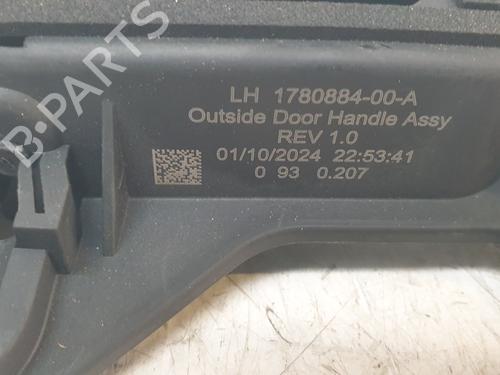 B-PARTS
LH 1780884-00-A
Outside Door Handle Assy
REV 1.0
01/10/2024 22:53:41
0 93 0.207